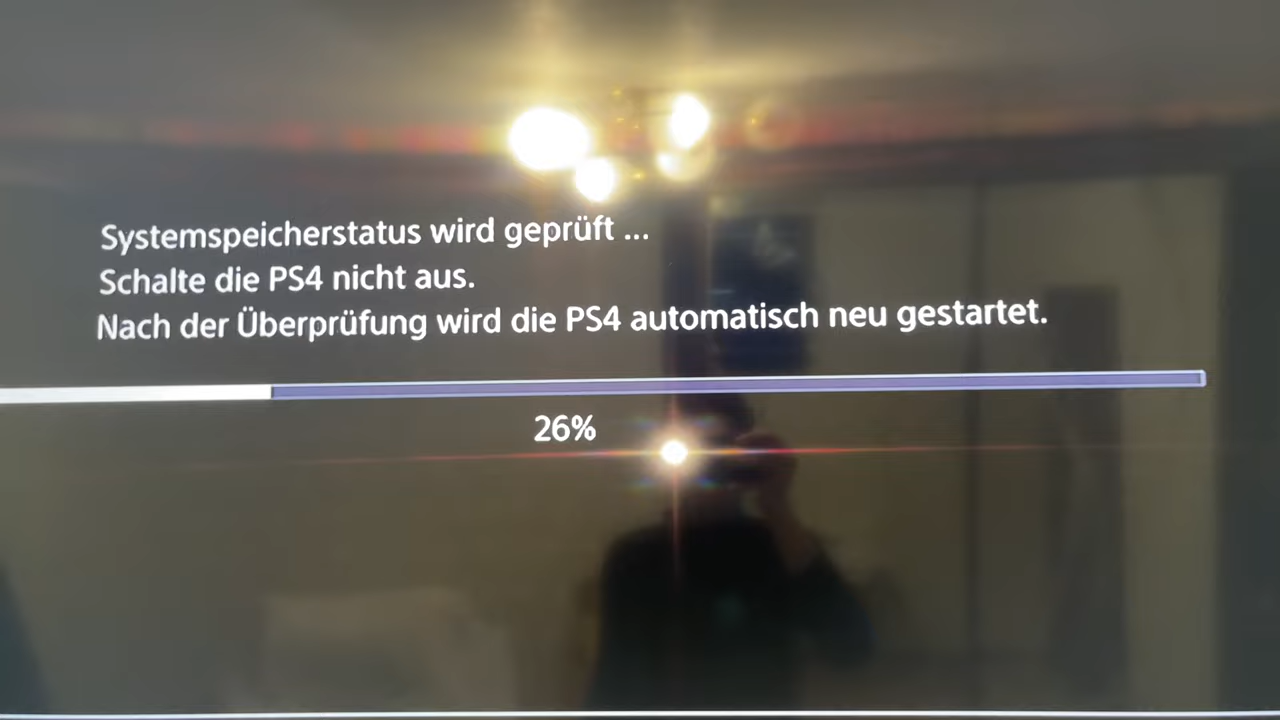 Systemspeicherstatus wird geprüft ...
Schalte die PS4 nicht aus.
Nach der Überprüfung wird die PS4 automatisch neu gestartet.
26%